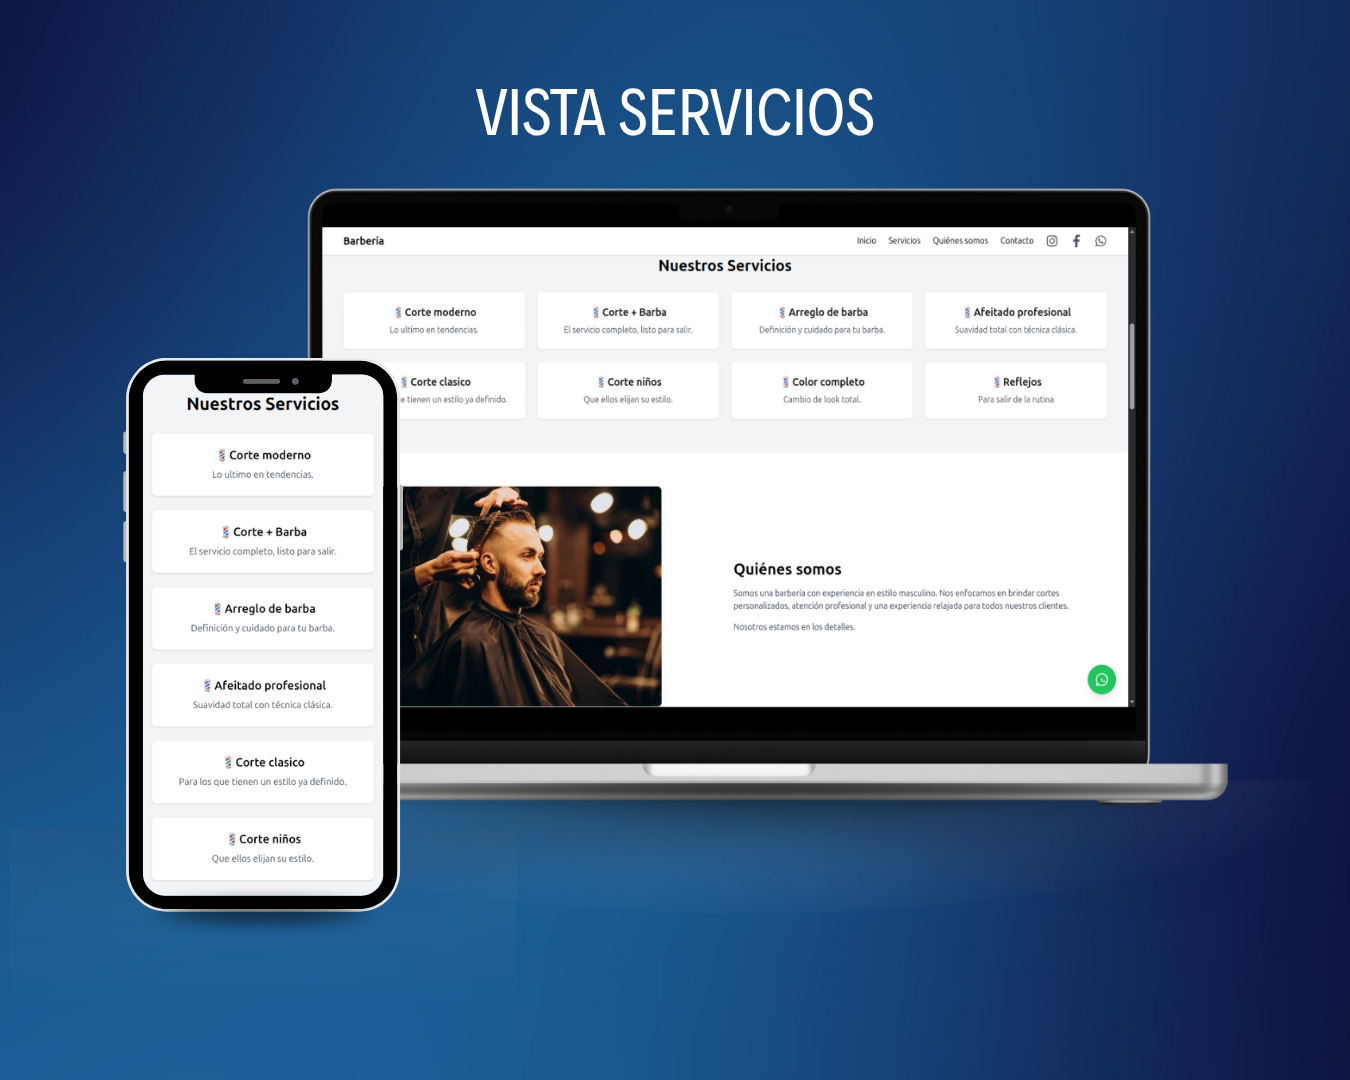 VISTA SERVICIOS
Barbería
Inicio Servicios Quiénes somos Contacto
Nuestros Servicios
Corte moderno
Lo ultimo en tendencias.
Corte + Barba
El servicio completo, listo para salir.
Arreglo de barba
Definición y cuidado para tu barba.
Afeitado profesional
Suavidad total con técnica clásica.
Corte clasico
e tienen un estilo ya definido.
Corte niños
Que ellos elijan su estilo.
Color completo
Cambio de look total.
Reflejos
Para salir de la rutina
Quiénes somos
Somos una barbería con experiencia en estilo masculino. Nos enfocamos en brindar cortes
personalizados, atención profesional y una experiencia relajada para todos nuestros clientes.
Nosotros estamos en los detalles.
Nuestros Servicios
Corte moderno
Lo ultimo en tendencias.
Corte + Barba
El servicio completo, listo para salir.
Arreglo de barba
Definición y cuidado para tu barba.
Afeitado profesional
Suavidad total con técnica clásica.
Corte clasico
Para los que tienen un estilo ya definido.
Corte niños
Que ellos elijan su estilo.